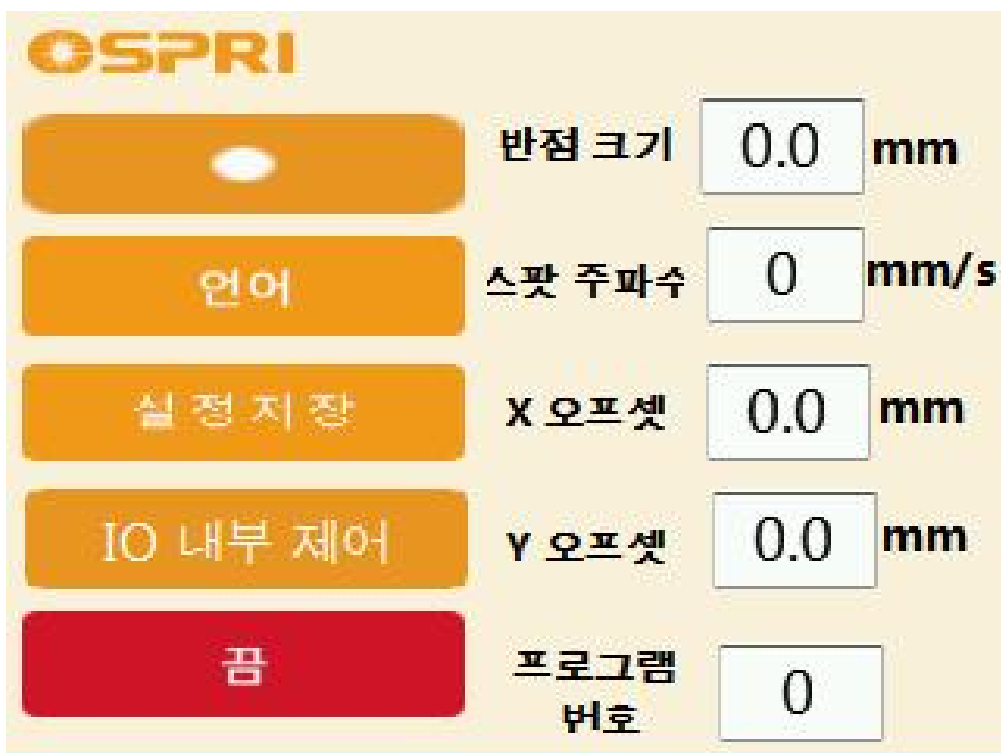 OSPRI
반점 크기 0.0 mm
언어
스팟 주파수 0 mm/s
설정지장
X 오프셋 0.0 mm
IO 내부 제어
Y 오프셋 0.0 mm
끔
프로그램
번호 0